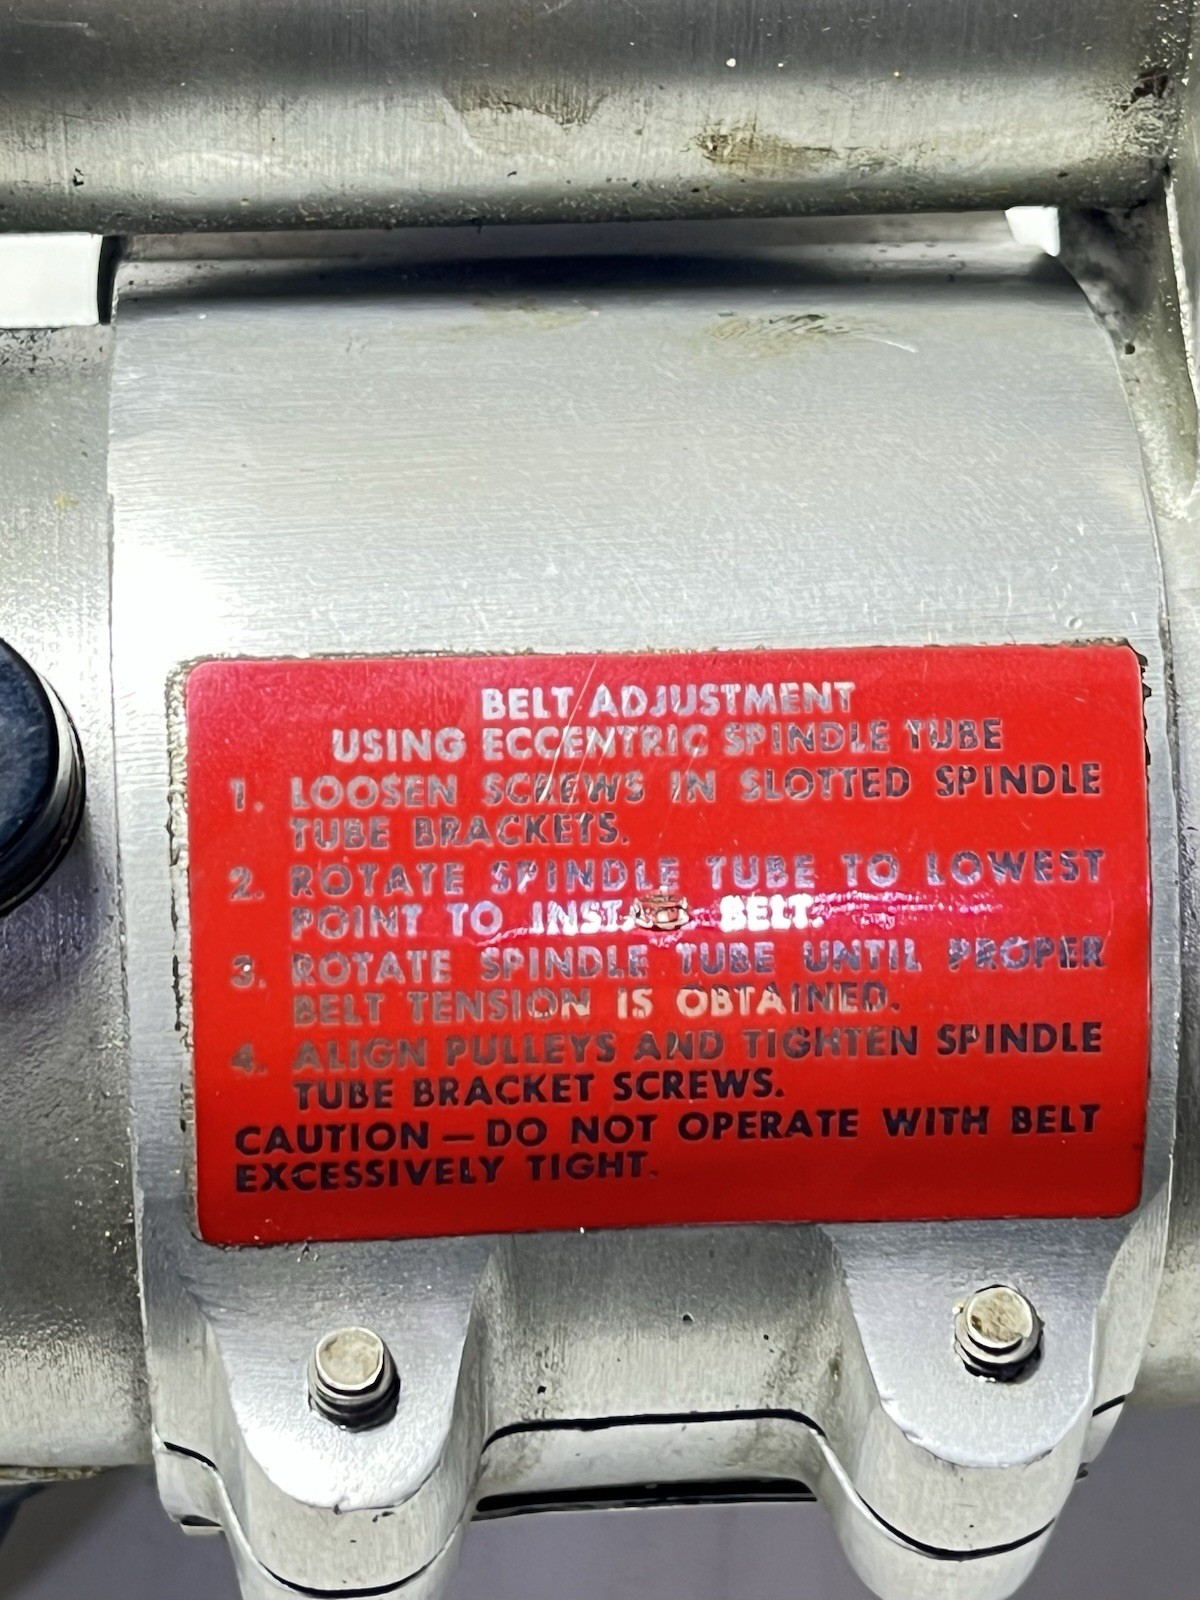 BELT ADJUSTMENT
USING ECCENTRIC SPINDLE TUBE
1. LOOSEN SCREWS IN SLOTTED SPINDLE
TUBE BRACKETS.
2. ROTATE SPINDLE TUBE TO LOWEST
POINT TO INSTALL BELT.
3. ROTATE SPINDLE TUBE UNTIL PROPER
BELT TENSION IS OBTAINED.
4. ALIGN PULLEYS AND TIGHTEN SPINDLE
TUBE BRACKET SCREWS.
CAUTION — DO NOT OPERATE WITH BELT
EXCESSIVELY TIGHT.